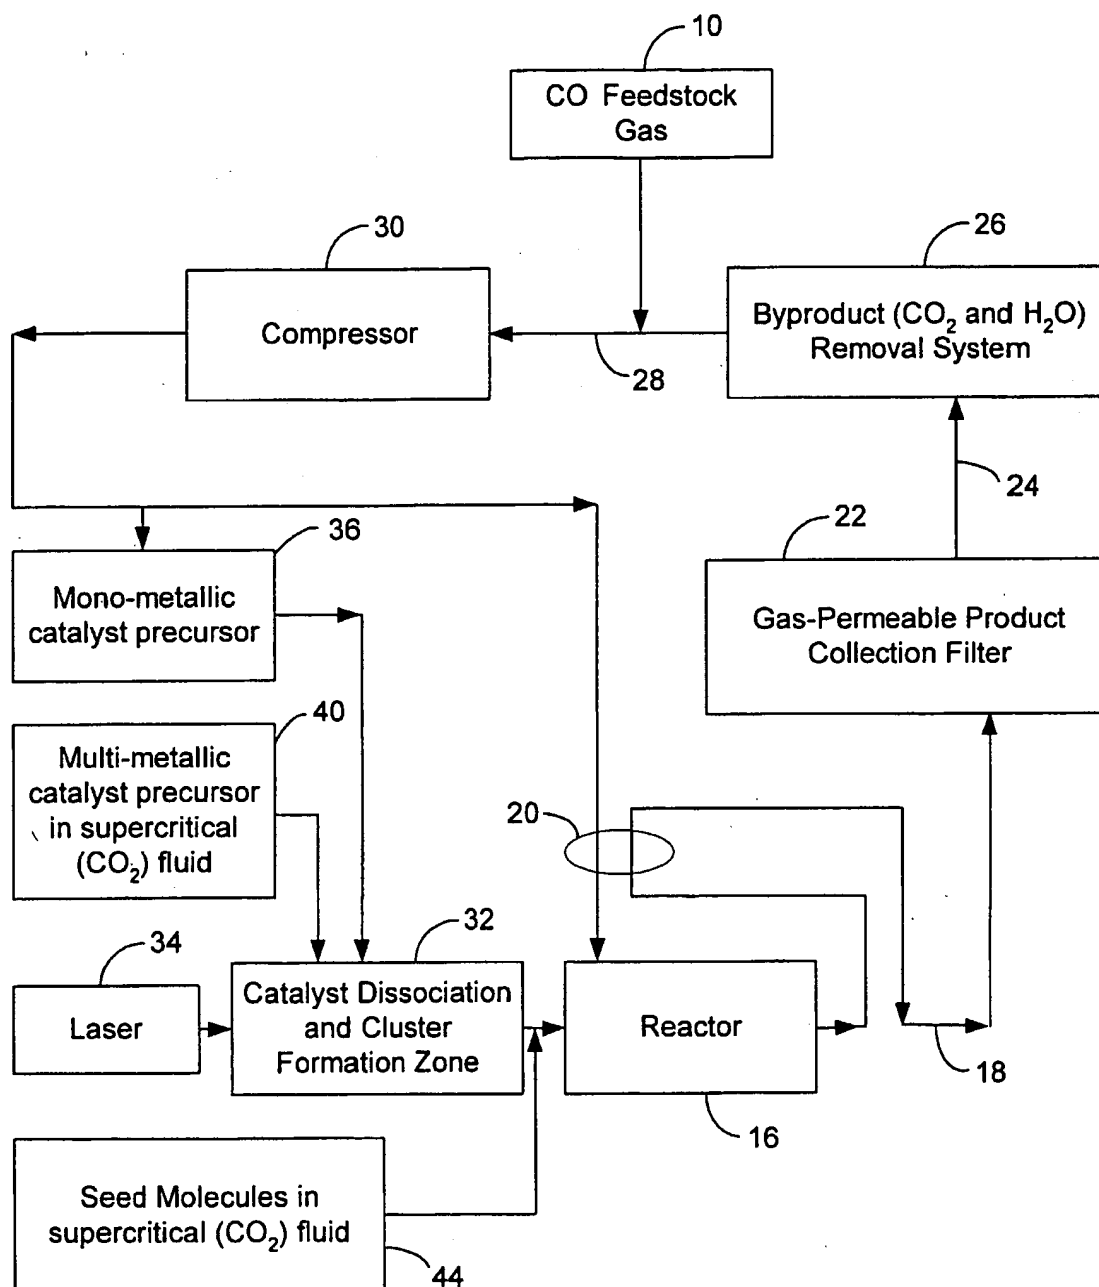 10
CO Feedstock
Gas
30
26
Compressor
Byproduct (CO₂ and H₂O)
Removal System
28
24
36
22
Mono-metallic
catalyst precursor
Gas-Permeable Product
Collection Filter
40
Multi-metallic
catalyst precursor
in supercritical
(CO₂) fluid
20
34
32
Laser
Catalyst Dissociation
and Cluster
Formation Zone
Reactor
18
16
Seed Molecules in
supercritical (CO₂) fluid
44